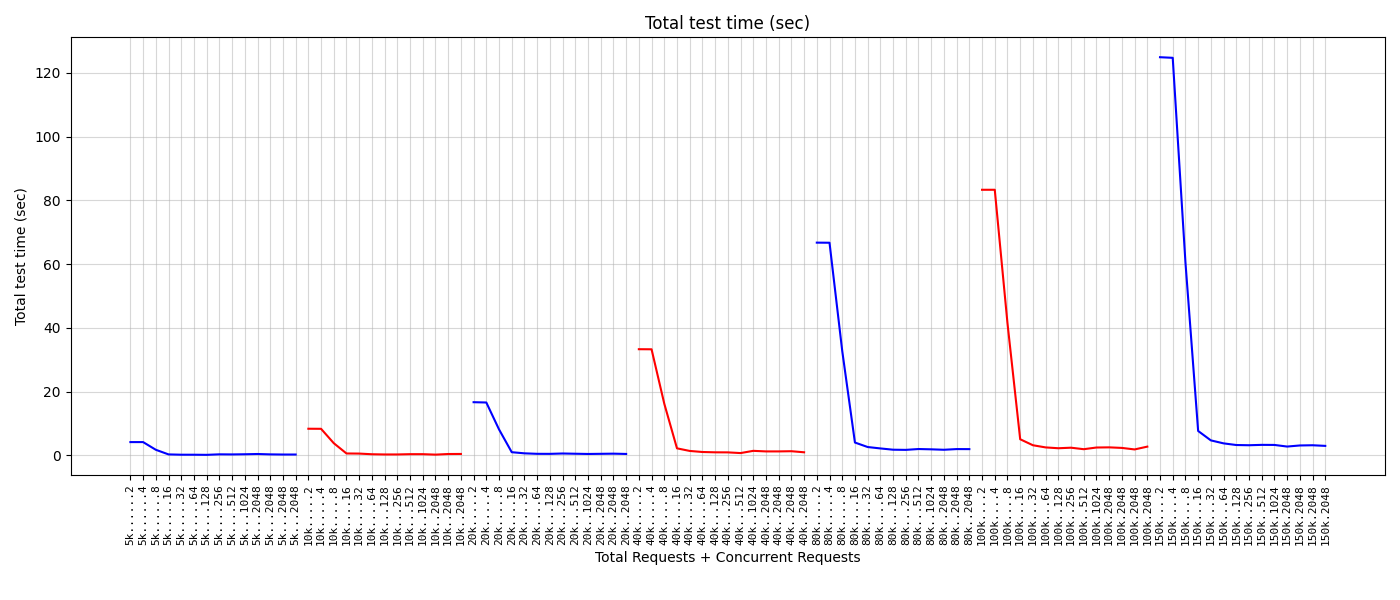 Total test time (sec)
Total test time (sec)
120
100
80
60
40
20
0
5k......2
5k......4
5k......8
5k.....16
5k.....32
5k.....64
5k....128
5k....256
5k....512
5k...1024
5k...2048
5k...2048
5k...2048
5k...2048
10k.....2
10k.....4
10k.....8
10k....16
10k....32
10k....64
10k...128
10k...256
10k...512
10k..1024
10k..2048
10k..2048
10k..2048
20k.....2
20k.....4
20k.....8
20k....16
20k....32
20k....64
20k...128
20k...256
20k...512
20k..1024
20k..2048
20k..2048
20k..2048
40k.....2
40k.....4
40k.....8
40k....16
40k....32
40k....64
40k...128
40k...256
40k...512
40k..1024
40k..2048
40k..2048
40k..2048
40k..2048
80k.....2
80k.....4
80k.....8
80k....16
80k....32
80k....64
80k...128
80k...256
80k...512
80k..1024
80k..2048
80k..2048
80k..2048
100k....2
100k....4
100k....8
100k...16
100k...32
100k...64
100k..128
100k..256
100k..512
100k.1024
100k.2048
100k.2048
100k.2048
100k.2048
150k....2
150k....4
150k....8
150k...16
150k...32
150k...64
150k..128
150k..256
150k..512
150k.1024
150k.2048
150k.2048
150k.2048
150k.2048
Total Requests + Concurrent Requests